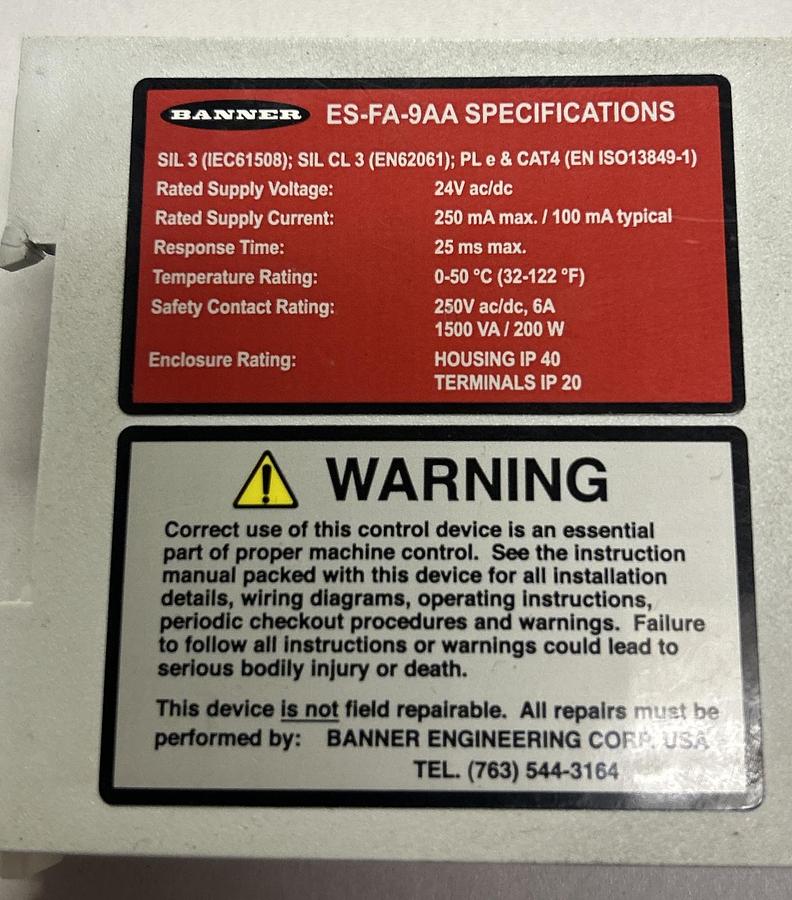 BANNER ES-FA-9AA SPECIFICATIONS
SIL 3 (IEC61508); SIL CL 3 (EN62061); PL e & CAT4 (EN ISO13849-1)
Rated Supply Voltage: 24V ac/dc
Rated Supply Current: 250 mA max. / 100 mA typical
Response Time: 25 ms max.
Temperature Rating: 0-50 °C (32-122 °F)
Safety Contact Rating: 250V ac/dc, 6A
1500 VA / 200 W
Enclosure Rating: HOUSING IP 40
TERMINALS IP 20
WARNING
Correct use of this control device is an essential
part of proper machine control. See the instruction
manual packed with this device for all installation
details, wiring diagrams, operating instructions,
periodic checkout procedures and warnings. Failure
to follow all instructions or warnings could lead to
serious bodily injury or death.
This device is not field repairable. All repairs must be
performed by: BANNER ENGINEERING CORP. USA
TEL. (763) 544-3164